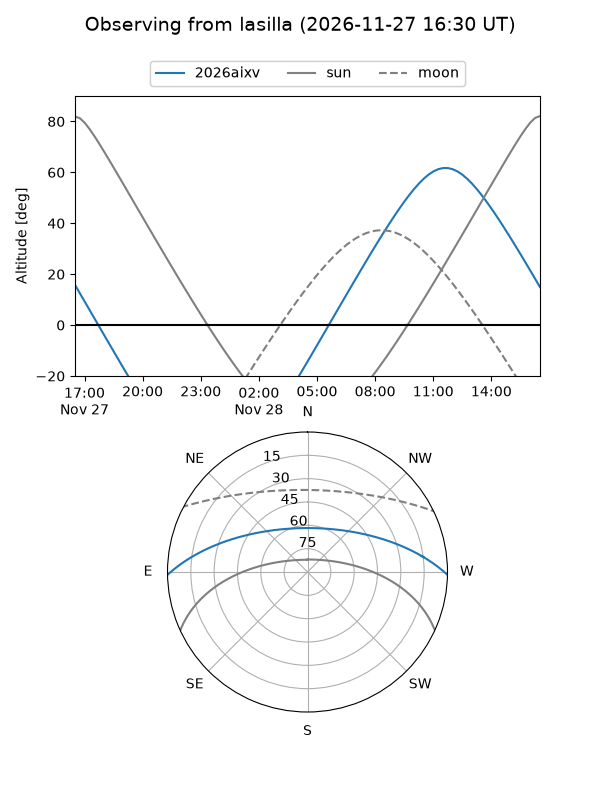 Observing from lasilla (2026-11-27 16:30 UT)
2026aixv sun moon
Altitude [deg]
80
60
40
20
0
−20
17:00 20:00 23:00 02:00 05:00 08:00 11:00 14:00
Nov 27 Nov 28
N
NE NW
15
30
45
60
75
E W
SE SW
S